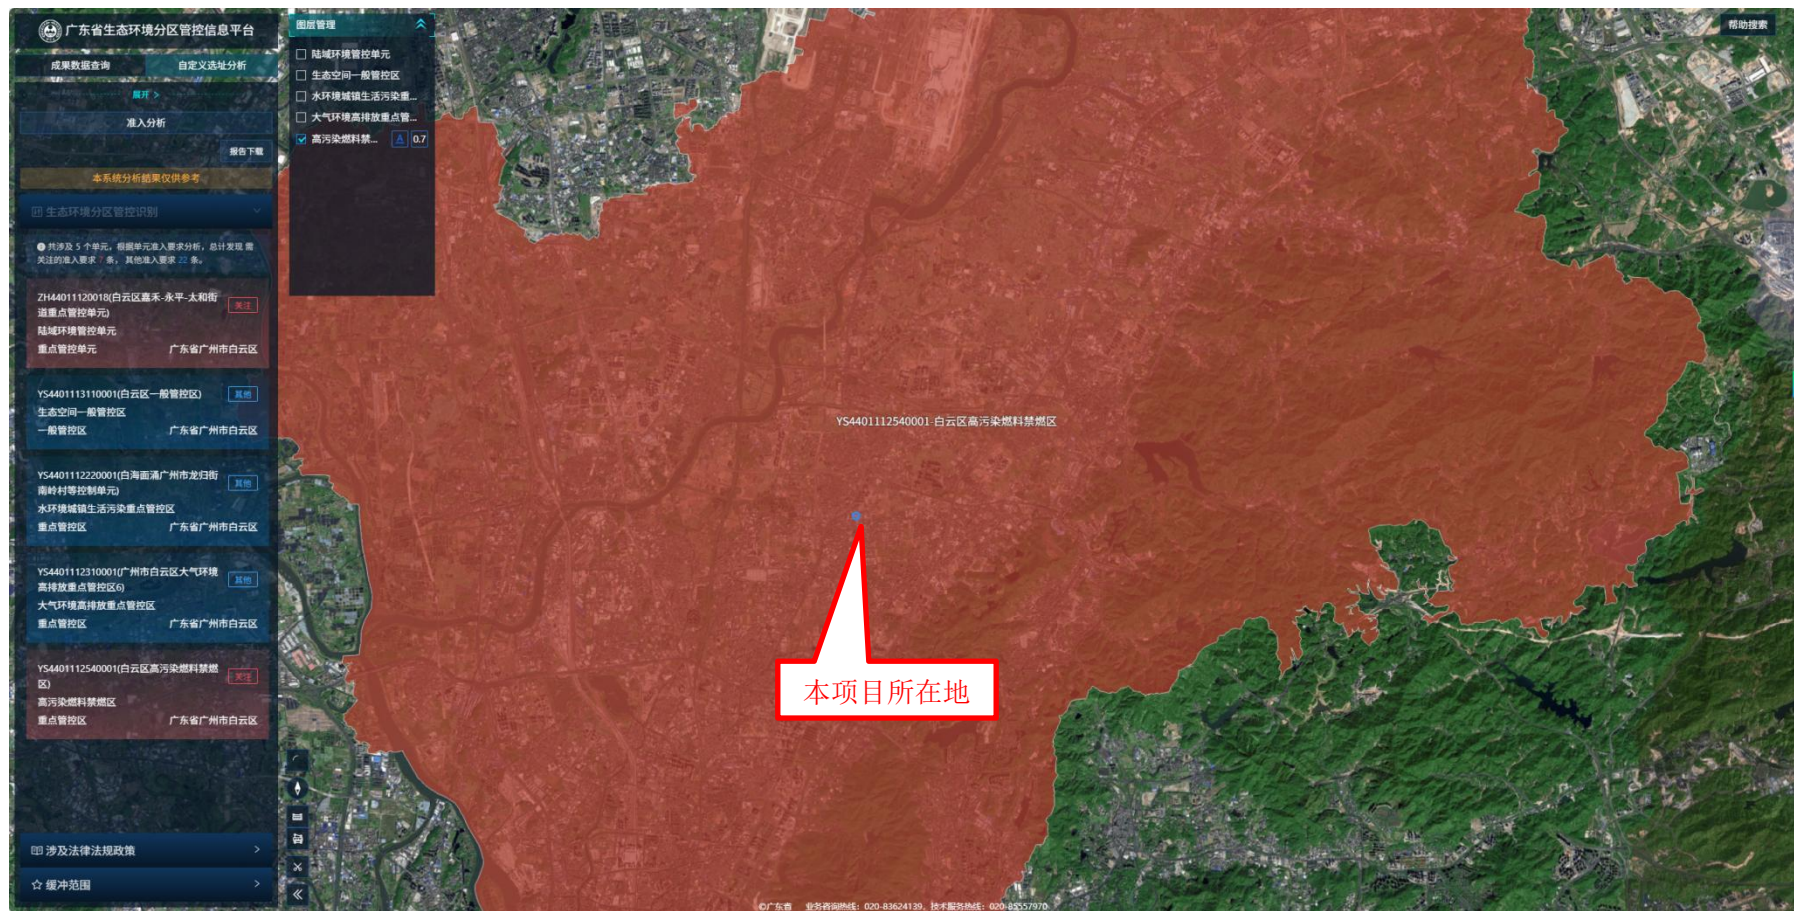 广东省生态环境分区管控信息平台
成果数据查询
自定义选址分析
展开 >
准入分析
报告下载
本系统分析结果仅供参考
生态环境分区管控识别
共涉及 5 个单元，根据单元准入要求分析，总计发现 需
关注的准入要求 7 条， 其他准入要求 22 条。
ZH44011120018(白云区嘉禾-永平-太和街
道重点管控单元)
关注
陆域环境管控单元
重点管控单元
广东省广州市白云区
YS4401113110001(白云区一般管控区)
其他
生态空间一般管控区
一般管控区
广东省广州市白云区
YS4401112220001(白海面涌广州市龙归街
南岭村等控制单元)
其他
水环境城镇生活污染重点管控区
重点管控区
广东省广州市白云区
YS4401112310001(广州市白云区大气环境
高排放重点管控区6)
其他
大气环境高排放重点管控区
重点管控区
广东省广州市白云区
YS4401112540001(白云区高污染燃料禁燃
区)
关注
高污染燃料禁燃区
重点管控区
广东省广州市白云区
涉及法律法规政策
缓冲范围
图层管理
陆域环境管控单元
生态空间一般管控区
水环境城镇生活污染重...
大气环境高排放重点管...
高污染燃料禁...
0.7
帮助搜索
YS4401112540001-白云区高污染燃料禁燃区
本项目所在地
©广东省 业务咨询热线：020-83624139，技术服务热线：020-85557970